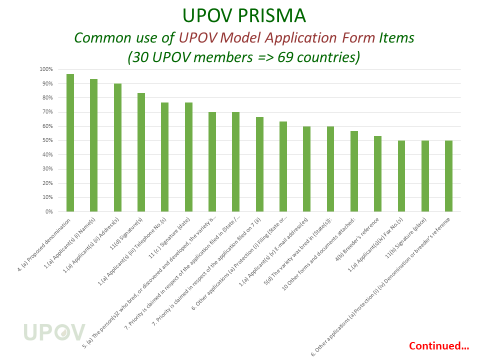 UPOV PRISMA
Common use of UPOV Model Application Form Items
(30 UPOV members => 69 countries)
100%
90%
80%
70%
60%
50%
40%
30%
20%
10%
0%
4. (a) Proposed denomination
1.(a) Applicant(s) (i) Name(s)
1.(a) Applicant(s) (ii) Address(es)
11(d) Signature(s)
1.(a) Applicant(s) (iii) Telephone No.(s)
11 (c ) Signature (date)
5. (a) The person(s) who bred, or discovered and developed, the variety is…
7. Priority is claimed in respect of the application filed in (State /…
7. Priority is claimed in respect of the application filed on ? (s)
6. Other applications (a) Protection (i) Filing (State or…
1.(a) Applicant(s) (v) E-mail address(es)
5(d) The variety was bred in (State(s)):
10 Other forms and documents attached:
4(b) Breeder's reference
1.(a) Applicant(s)(iv) Fax No.(s)
11(b) Signature (place)
6. Other applications (a) Protection (i) (iv) Denomination or breeder's reference
UPOV
Continued…